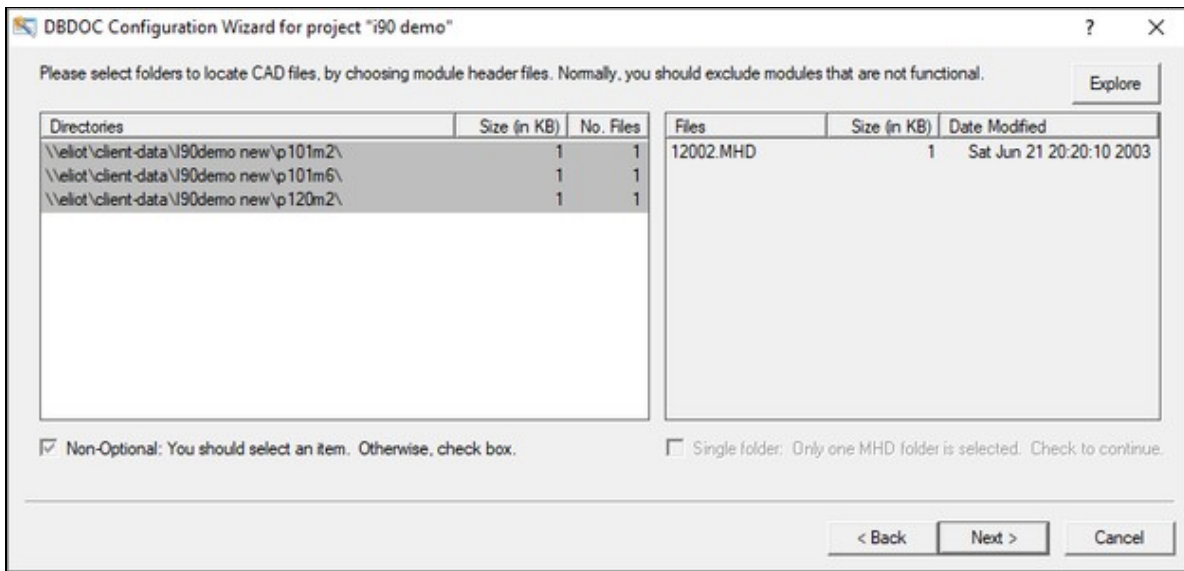 DBDOC Configuration Wizard for project "i90 demo" ?
Please select folders to locate CAD files, by choosing module header files. Normally, you should exclude modules that are not functional.
Explore
Directories Size (in KB) No. Files
\\eliot\client-data\I90demo new\p101m2\ 1 1
\\eliot\client-data\I90demo new\p101m6\ 1 1
\\eliot\client-data\I90demo new\p120m2\ 1 1
Files Size (in KB) Date Modified
12002.MHD 1 Sat Jun 21 20:20:10 2003
Non-Optional: You should select an item. Otherwise, check box.
Single folder: Only one MHD folder is selected. Check to continue.
< Back Next > Cancel